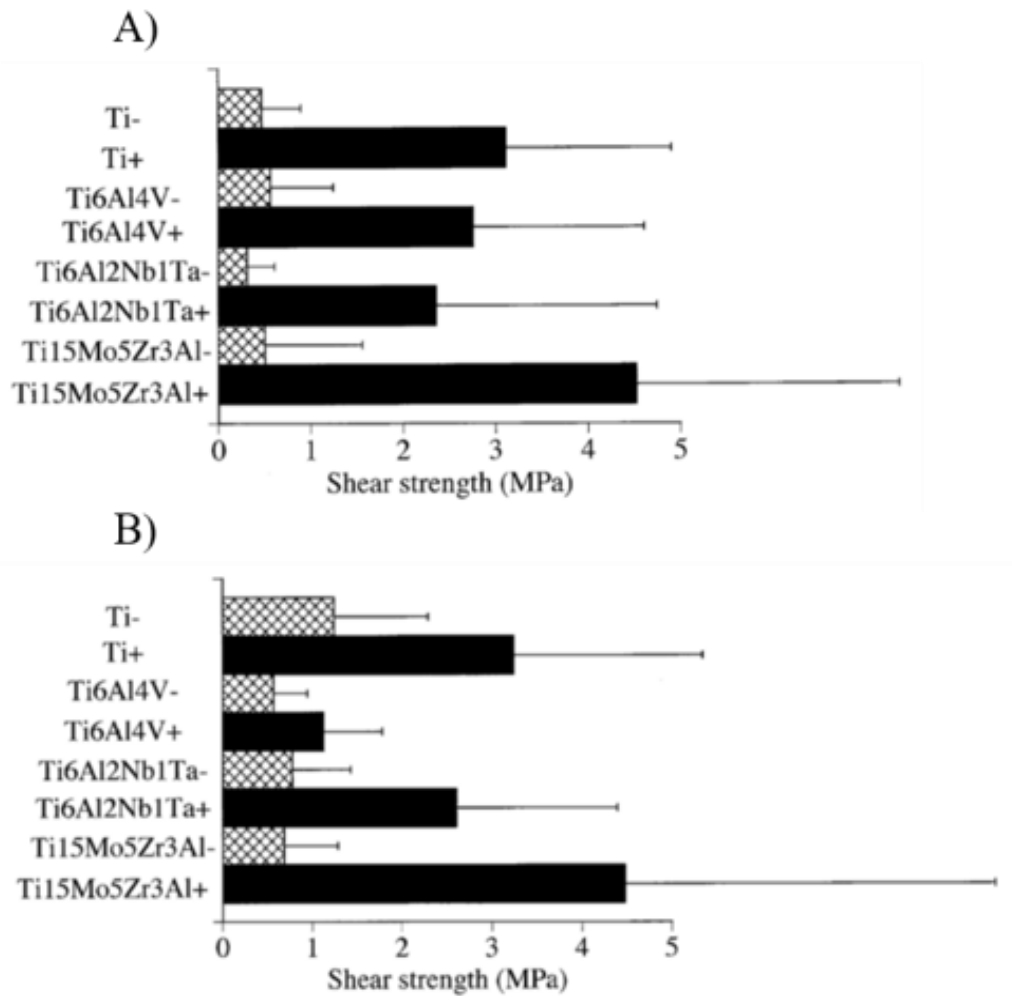 A)
Ti-
Ti+
Ti6Al4V-
Ti6Al4V+
Ti6Al2Nb1Ta-
Ti6Al2Nb1Ta+
Ti15Mo5Zr3Al-
Ti15Mo5Zr3Al+
0 1 2 3 4 5
Shear strength (MPa)
B)
Ti-
Ti+
Ti6Al4V-
Ti6Al4V+
Ti6Al2Nb1Ta-
Ti6Al2Nb1Ta+
Ti15Mo5Zr3Al-
Ti15Mo5Zr3Al+
0 1 2 3 4 5
Shear strength (MPa)